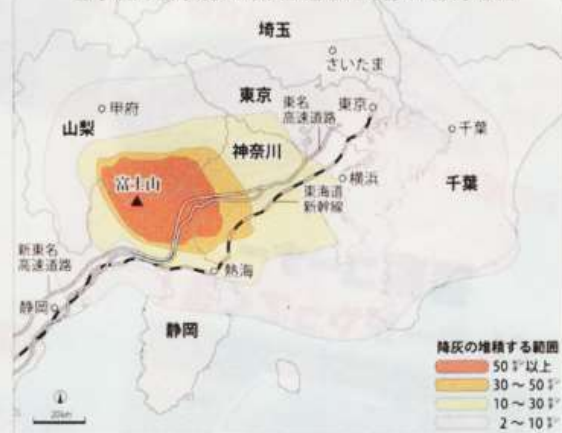 埼玉
さいたま
東京
東名
高速道路
東京
甲府
山梨
千葉
神奈川
富士山
横浜
千葉
東海道
新幹線
新東名
高速道路
熱海
静岡
静岡
降灰の堆積する範囲
50㌢以上
30～50㌢
10～30㌢
2～10㌢
20km